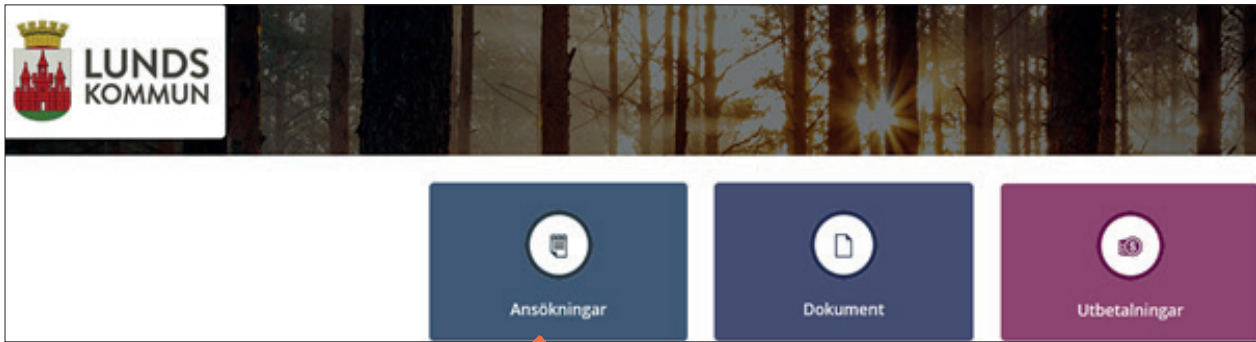 LUNDS
KOMMUN
Ansökningar
Dokument
Utbetalningar